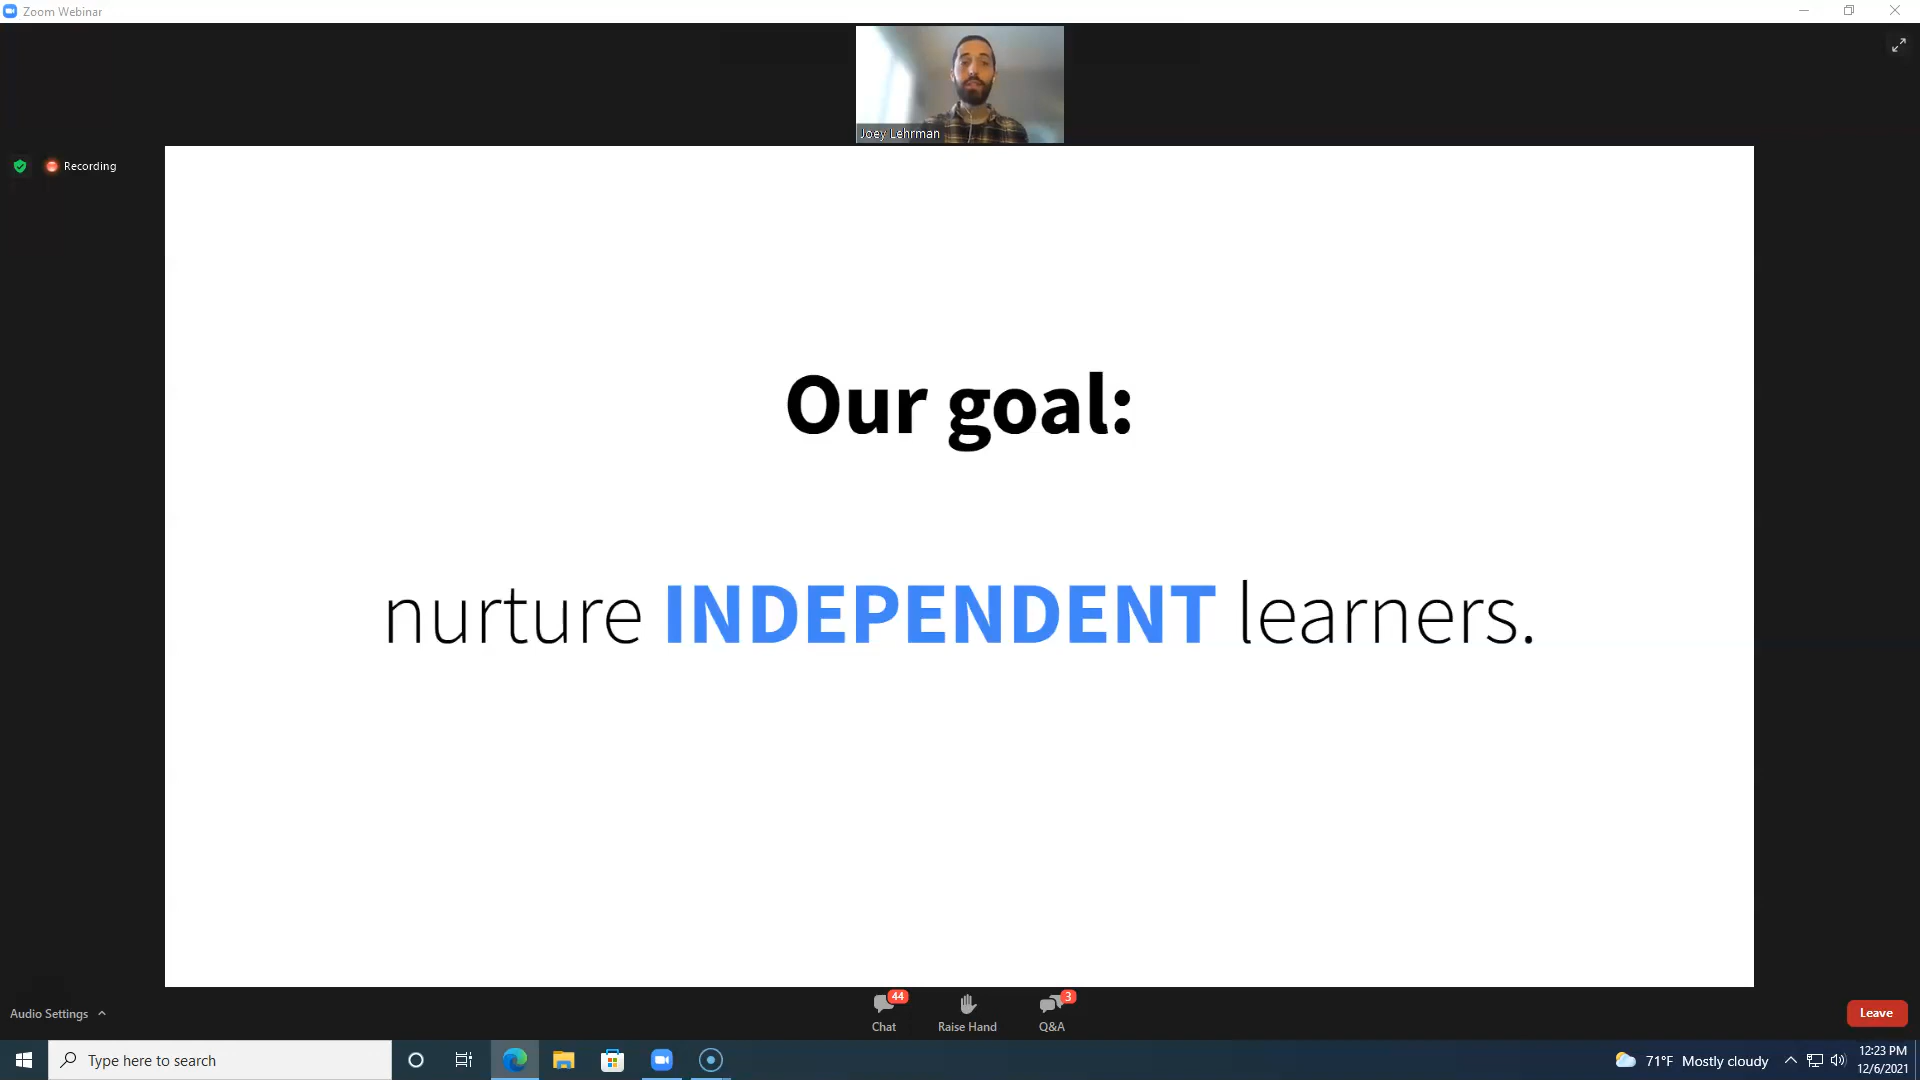 Zoom Webinar
Joey Lehrman
Recording
Our goal:
nurture INDEPENDENT learners.
Audio Settings
44
Chat
Raise Hand
3
Q&A
Leave
Type here to search
71°F Mostly cloudy
12:23 PM
12/6/2021